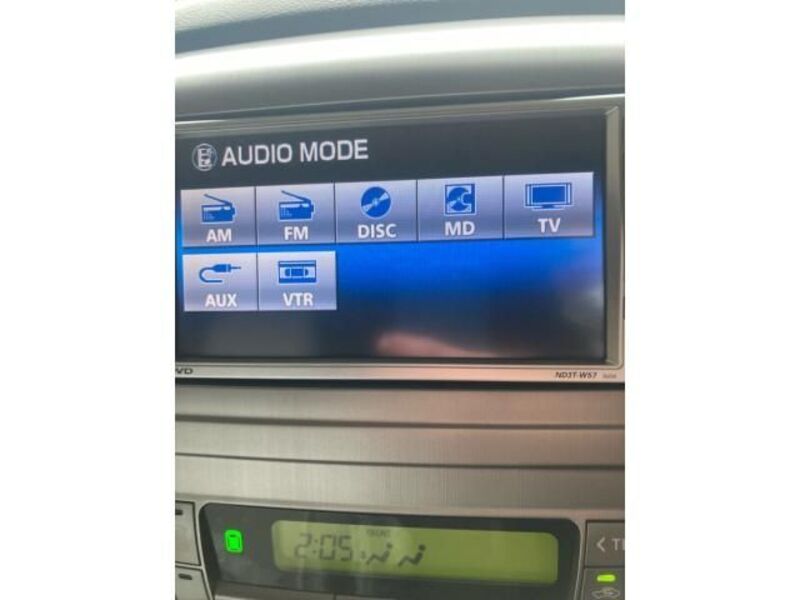 AUDIO MODE
AM FM DISC MD TV
AUX VTR
ND3T-W57
2:05